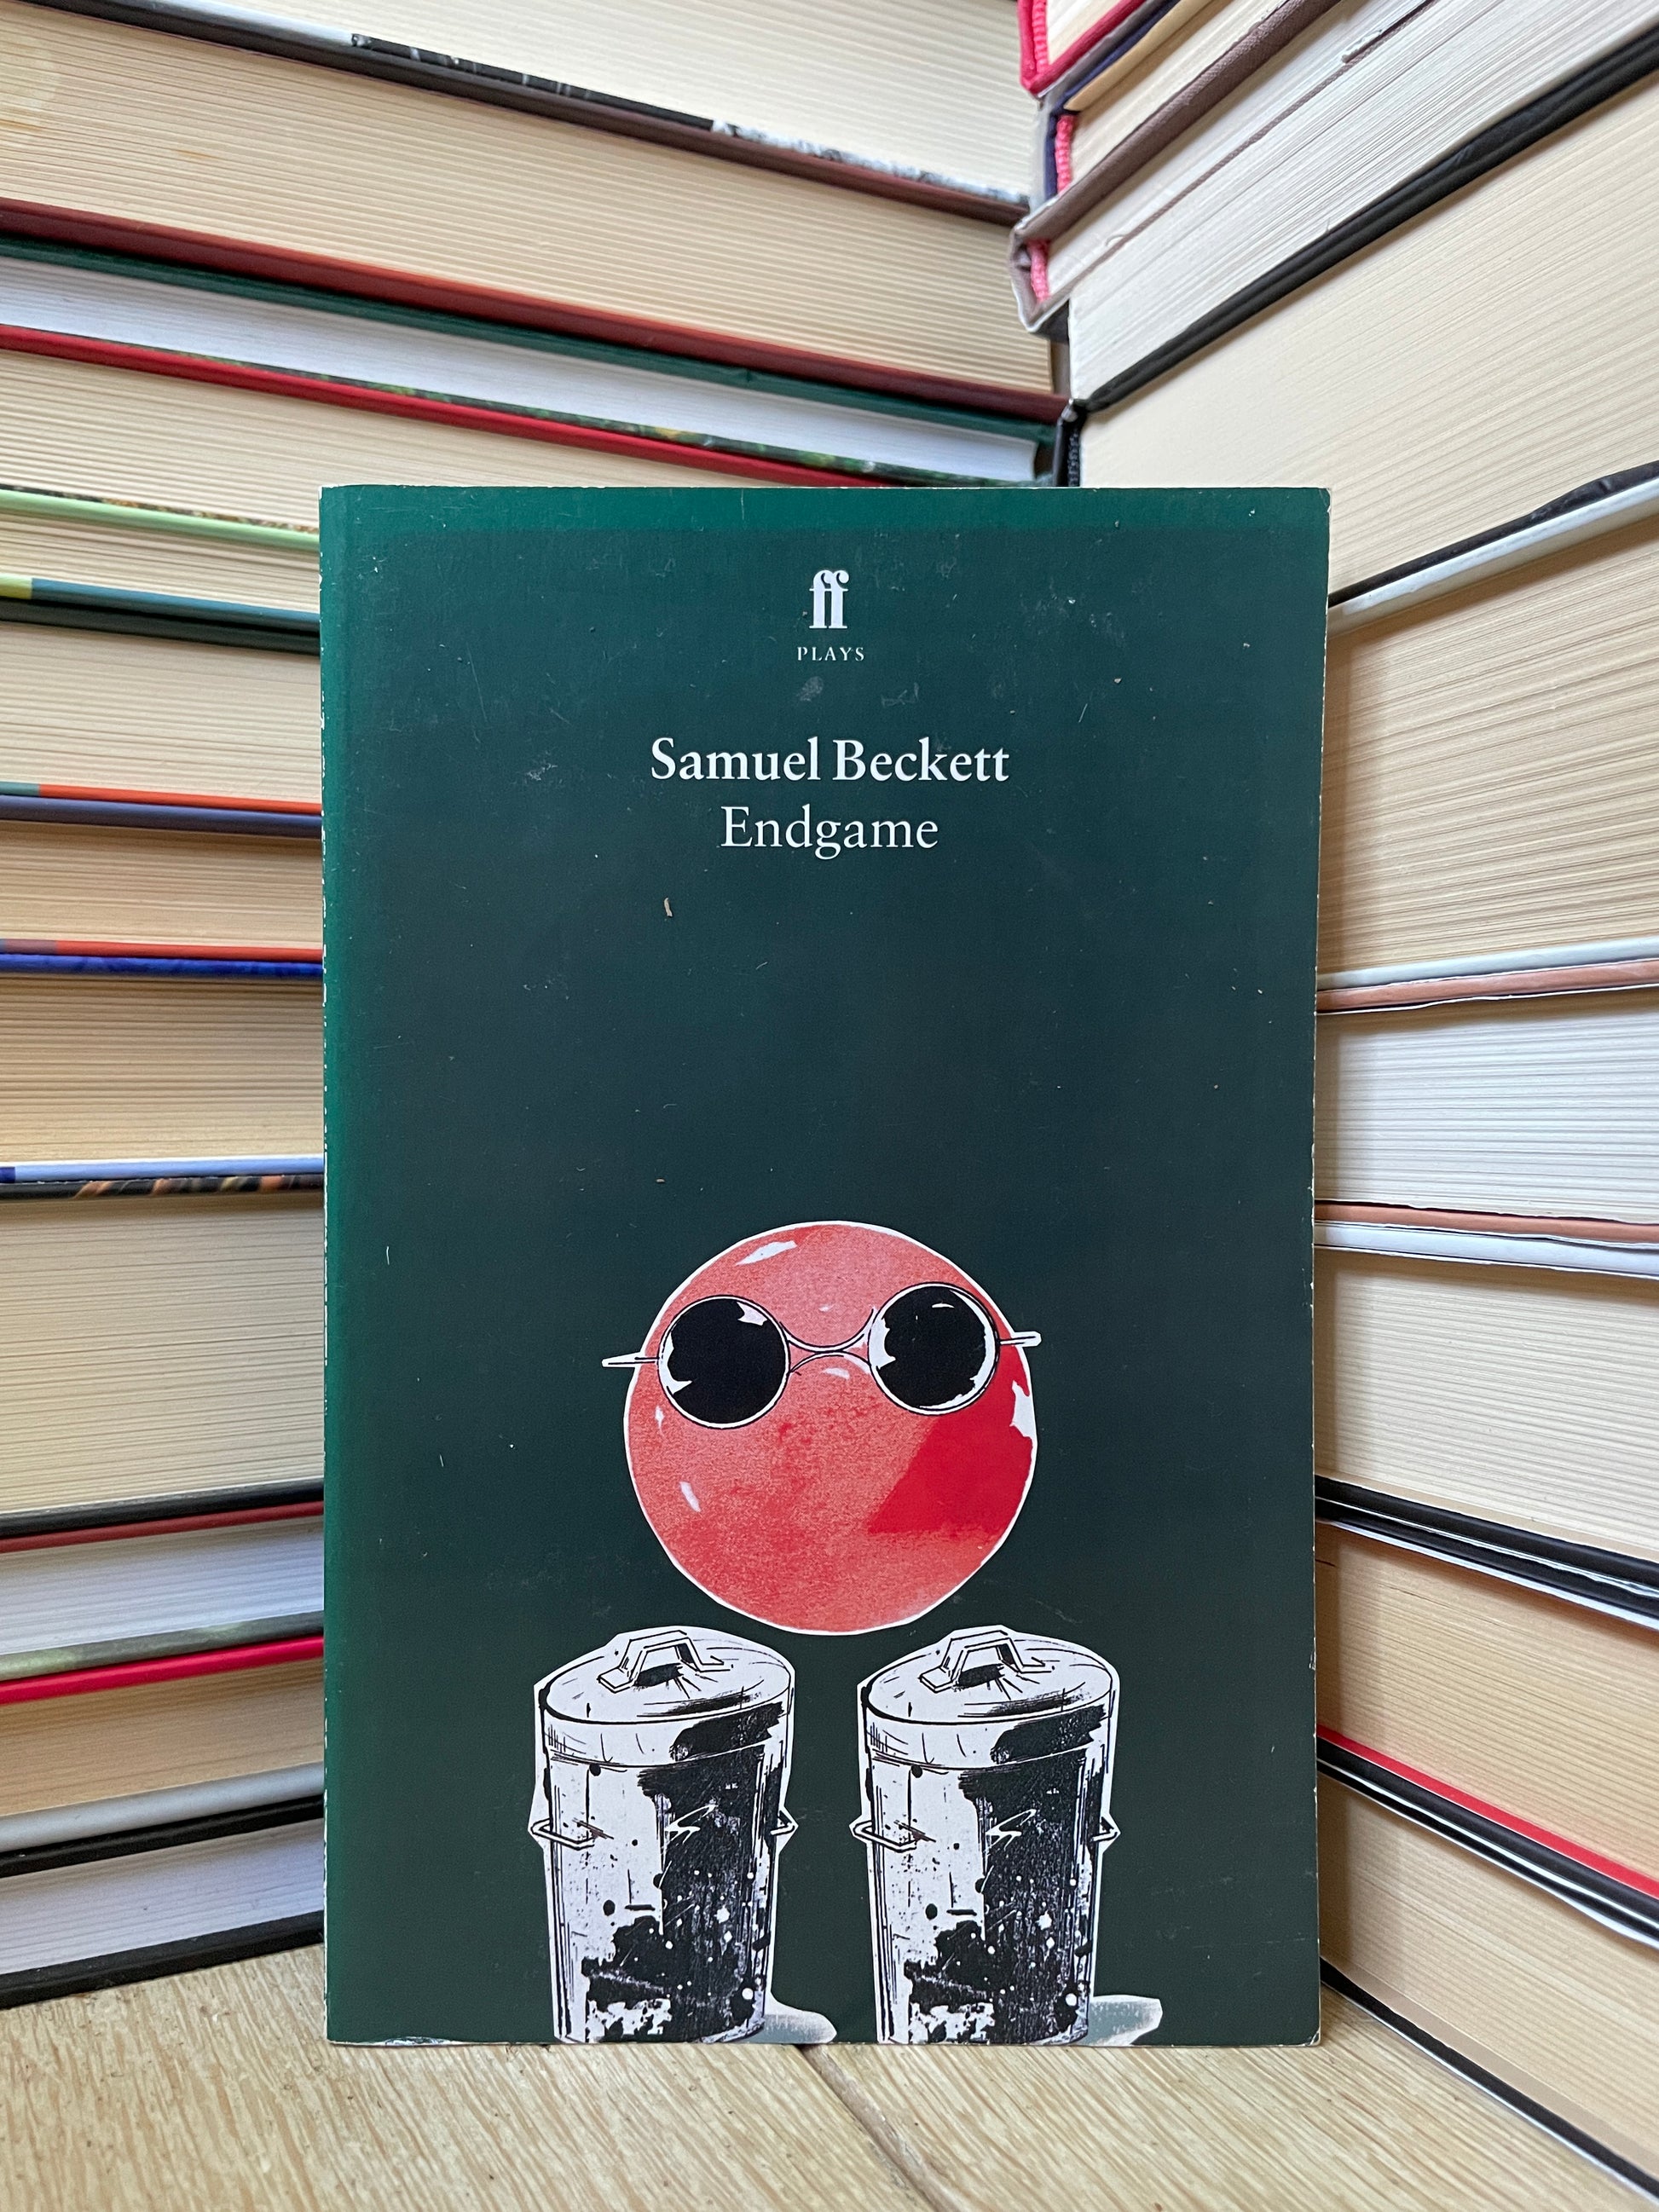 ff
PLAYS
Samuel Beckett
Endgame